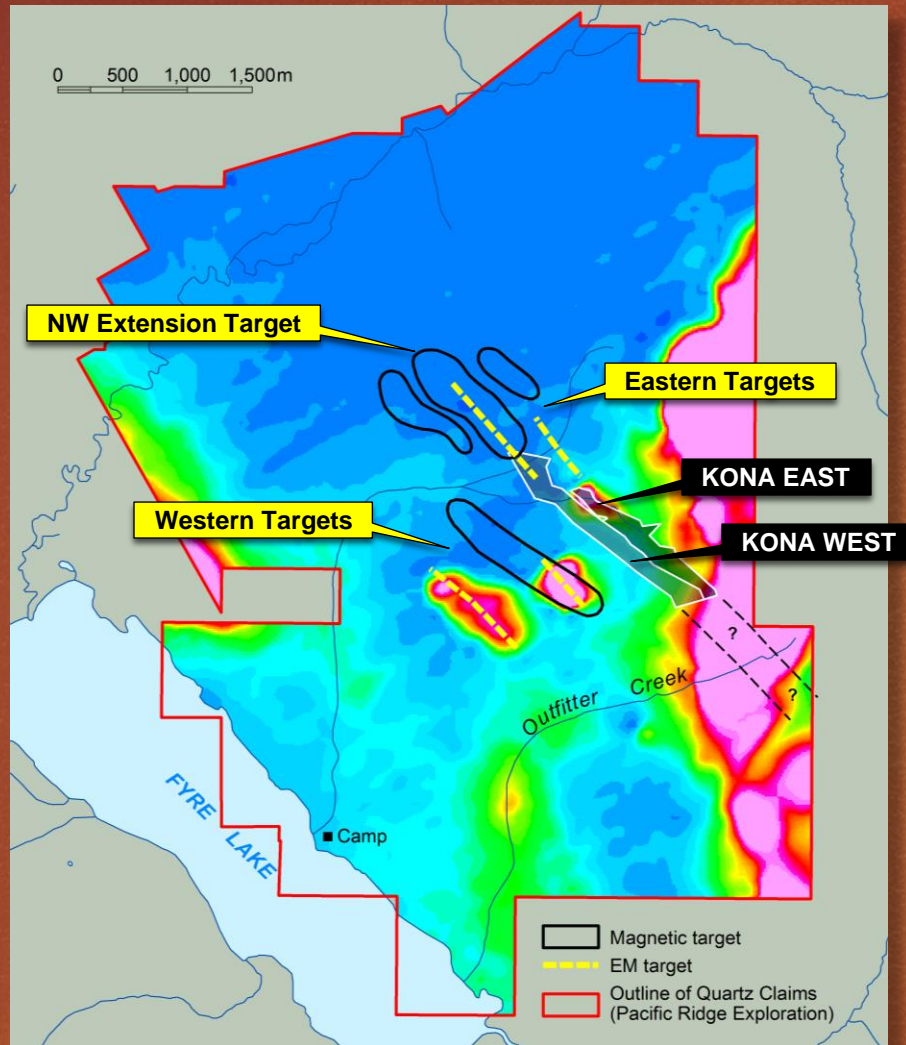 0 500 1,000 1,500m
NW Extension Target
Eastern Targets
KONA EAST
Western Targets
KONA WEST
?
?
Outfitter Creek
FYRE LAKE
Camp
Magnetic target
EM target
Outline of Quartz Claims
(Pacific Ridge Exploration)